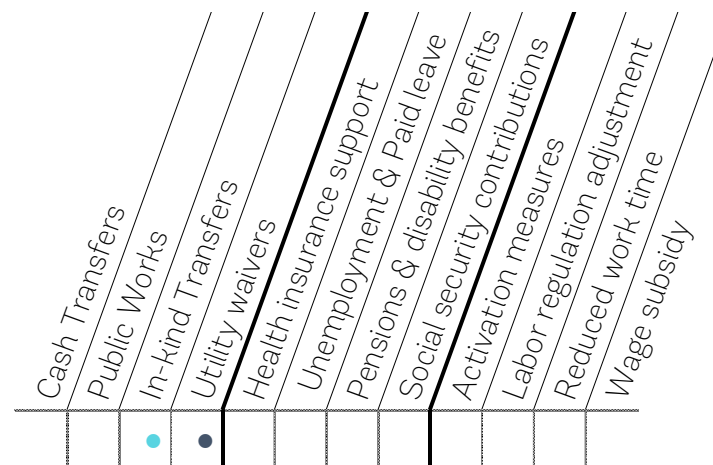 Cash Transfers
Public Works
In-kind Transfers
Utility waivers
Health insurance support
Unemployment & Paid leave
Pensions & disability benefits
Social security contributions
Activation measures
Labor regulation adjustment
Reduced work time
Wage subsidy